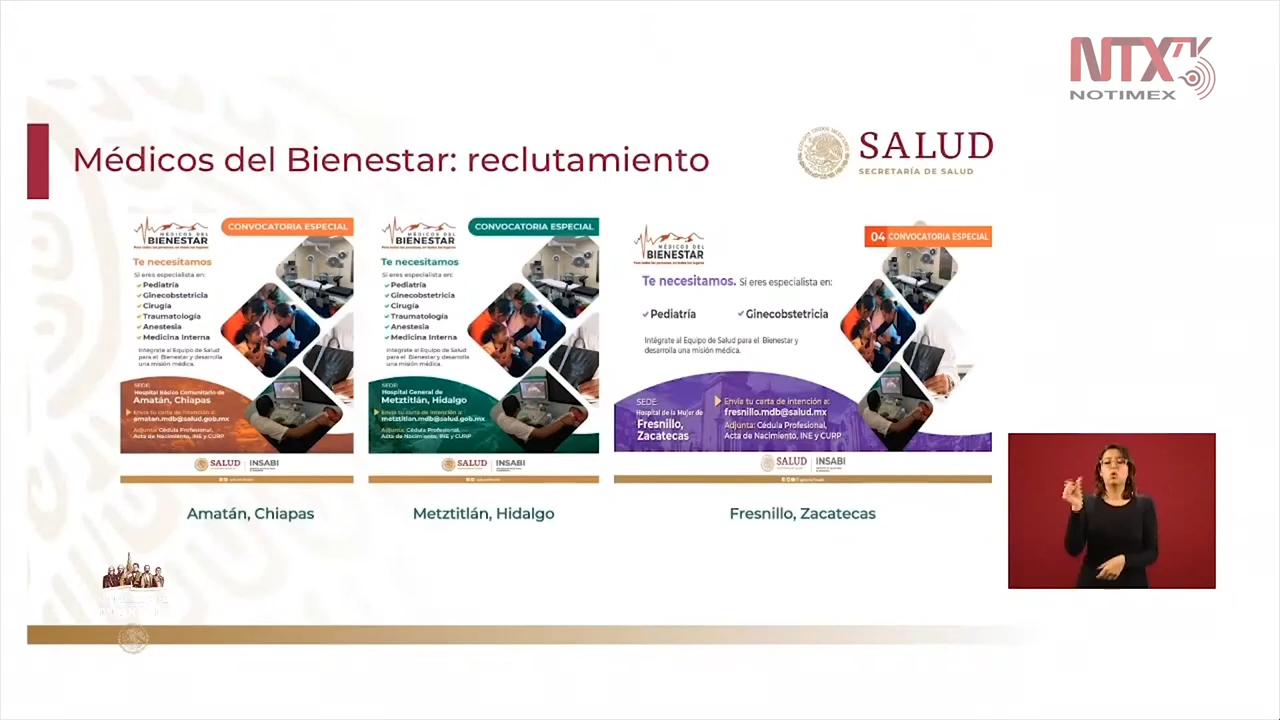 NTX
NOTIMEX
Médicos del Bienestar: reclutamiento
SALUD
SECRETARÍA DE SALUD
CONVOCATORIA ESPECIAL
MÉDICOS DEL
BIENESTAR
Te necesitamos
Si eres especialista en:
Pediatría
Ginecobstetricia
Cirugía
Traumatología
Anestesia
Medicina Interna
Intégrate al Equipo de Salud
para el Bienestar y desarrolla
una misión médica.
SEDE:
Hospital Básico Comunitario de
Amatán, Chiapas
Envía tu carta de intención a:
amatan.mdb@salud.gob.mx
Adjunta: Cédula Profesional,
Acta de Nacimiento, INE y CURP
SALUD INSABI
Amatán, Chiapas
CONVOCATORIA ESPECIAL
MÉDICOS DEL
BIENESTAR
Te necesitamos
Si eres especialista en:
Pediatría
Ginecobstetricia
Cirugía
Traumatología
Anestesia
Medicina Interna
Intégrate al Equipo de Salud
para el Bienestar y desarrolla
una misión médica.
SEDE:
Hospital General de
Metztitlán, Hidalgo
Envía tu carta de intención a:
metztitlan.mdb@salud.gob.mx
Adjunta: Cédula Profesional,
Acta de Nacimiento, INE y CURP
SALUD INSABI
Metztitlán, Hidalgo
04 CONVOCATORIA ESPECIAL
MÉDICOS DEL
BIENESTAR
Te necesitamos. Si eres especialista en:
Pediatría
Ginecobstetricia
Intégrate al Equipo de Salud para el Bienestar y
desarrolla una misión médica.
SEDE:
Hospital de la Mujer de
Fresnillo,
Zacatecas
Envía tu carta de intención a:
fresnillo.mdb@salud.mx
Adjunta: Cédula Profesional,
Acta de Nacimiento, INE y CURP
SALUD INSABI
Fresnillo, Zacatecas